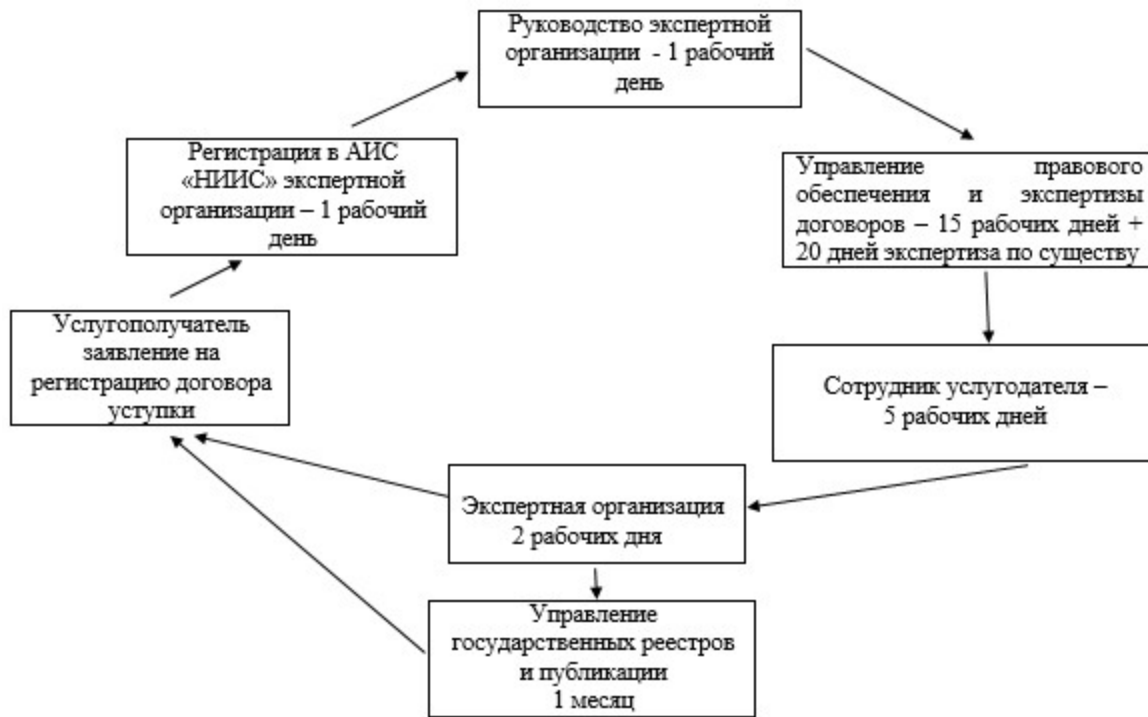 Руководство экспертной
организации - 1 рабочий
день
Регистрация в АИС
«НИИС» экспертной
организации – 1 рабочий
день
Управление правового
обеспечения и экспертизы
договоров – 15 рабочих дней +
20 дней экспертиза по существу
Услугополучатель
заявление на
регистрацию договора
уступки
Сотрудник услугодателя –
5 рабочих дней
Экспертная организация
2 рабочих дня
Управление
государственных реестров
и публикации
1 месяц